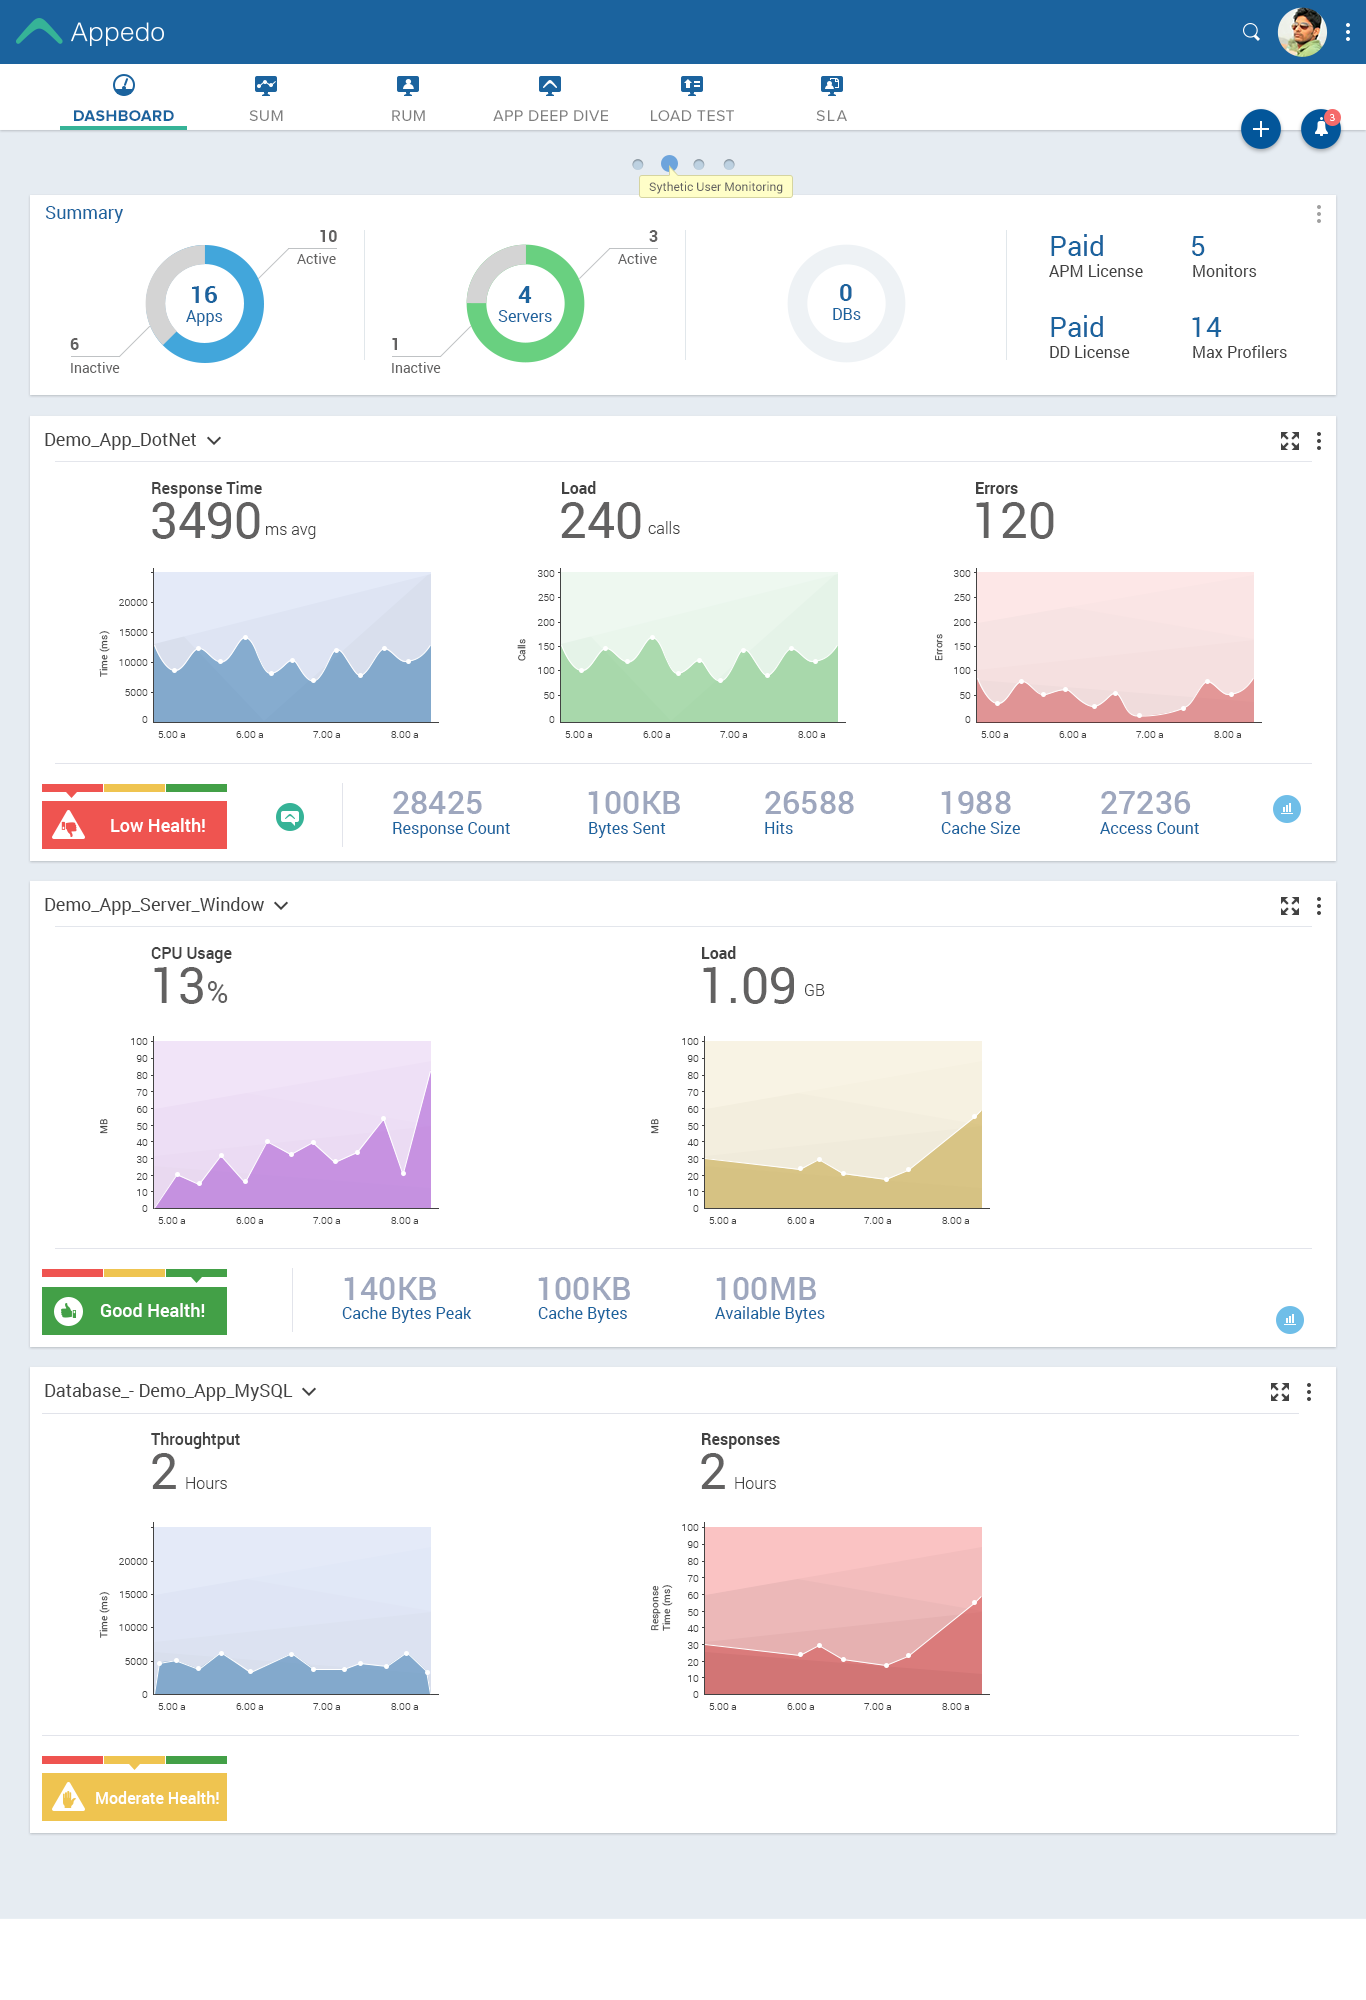 Appedo
DASHBOARD
SUM
RUM
APP DEEP DIVE
LOAD TEST
SLA
3
Sythetic User Monitoring
Summary
10
Active
16
Apps
6
Inactive
3
Active
4
Servers
1
Inactive
0
DBs
Paid
APM License
5
Monitors
Paid
DD License
14
Max Profilers
Demo_App_DotNet
Response Time
3490 ms avg
Time (ms)
20000
15000
10000
5000
0
5.00 a 6.00 a 7.00 a 8.00 a
Load
240 calls
Calls
300
250
200
150
100
50
0
5.00 a 6.00 a 7.00 a 8.00 a
Errors
120
Errors
300
250
200
150
100
50
0
5.00 a 6.00 a 7.00 a 8.00 a
Low Health!
28425
Response Count
100KB
Bytes Sent
26588
Hits
1988
Cache Size
27236
Access Count
Demo_App_Server_Window
CPU Usage
13%
MB
100
90
80
70
60
50
40
30
20
10
0
5.00 a 6.00 a 7.00 a 8.00 a
Load
1.09 GB
MB
100
90
80
70
60
50
40
30
20
10
0
5.00 a 6.00 a 7.00 a 8.00 a
Good Health!
140KB
Cache Bytes Peak
100KB
Cache Bytes
100MB
Available Bytes
Database_- Demo_App_MySQL
Throughtput
2 Hours
Time (ms)
20000
15000
10000
5000
0
5.00 a 6.00 a 7.00 a 8.00 a
Responses
2 Hours
Response
Time (ms)
100
90
80
70
60
50
40
30
20
10
0
5.00 a 6.00 a 7.00 a 8.00 a
Moderate Health!